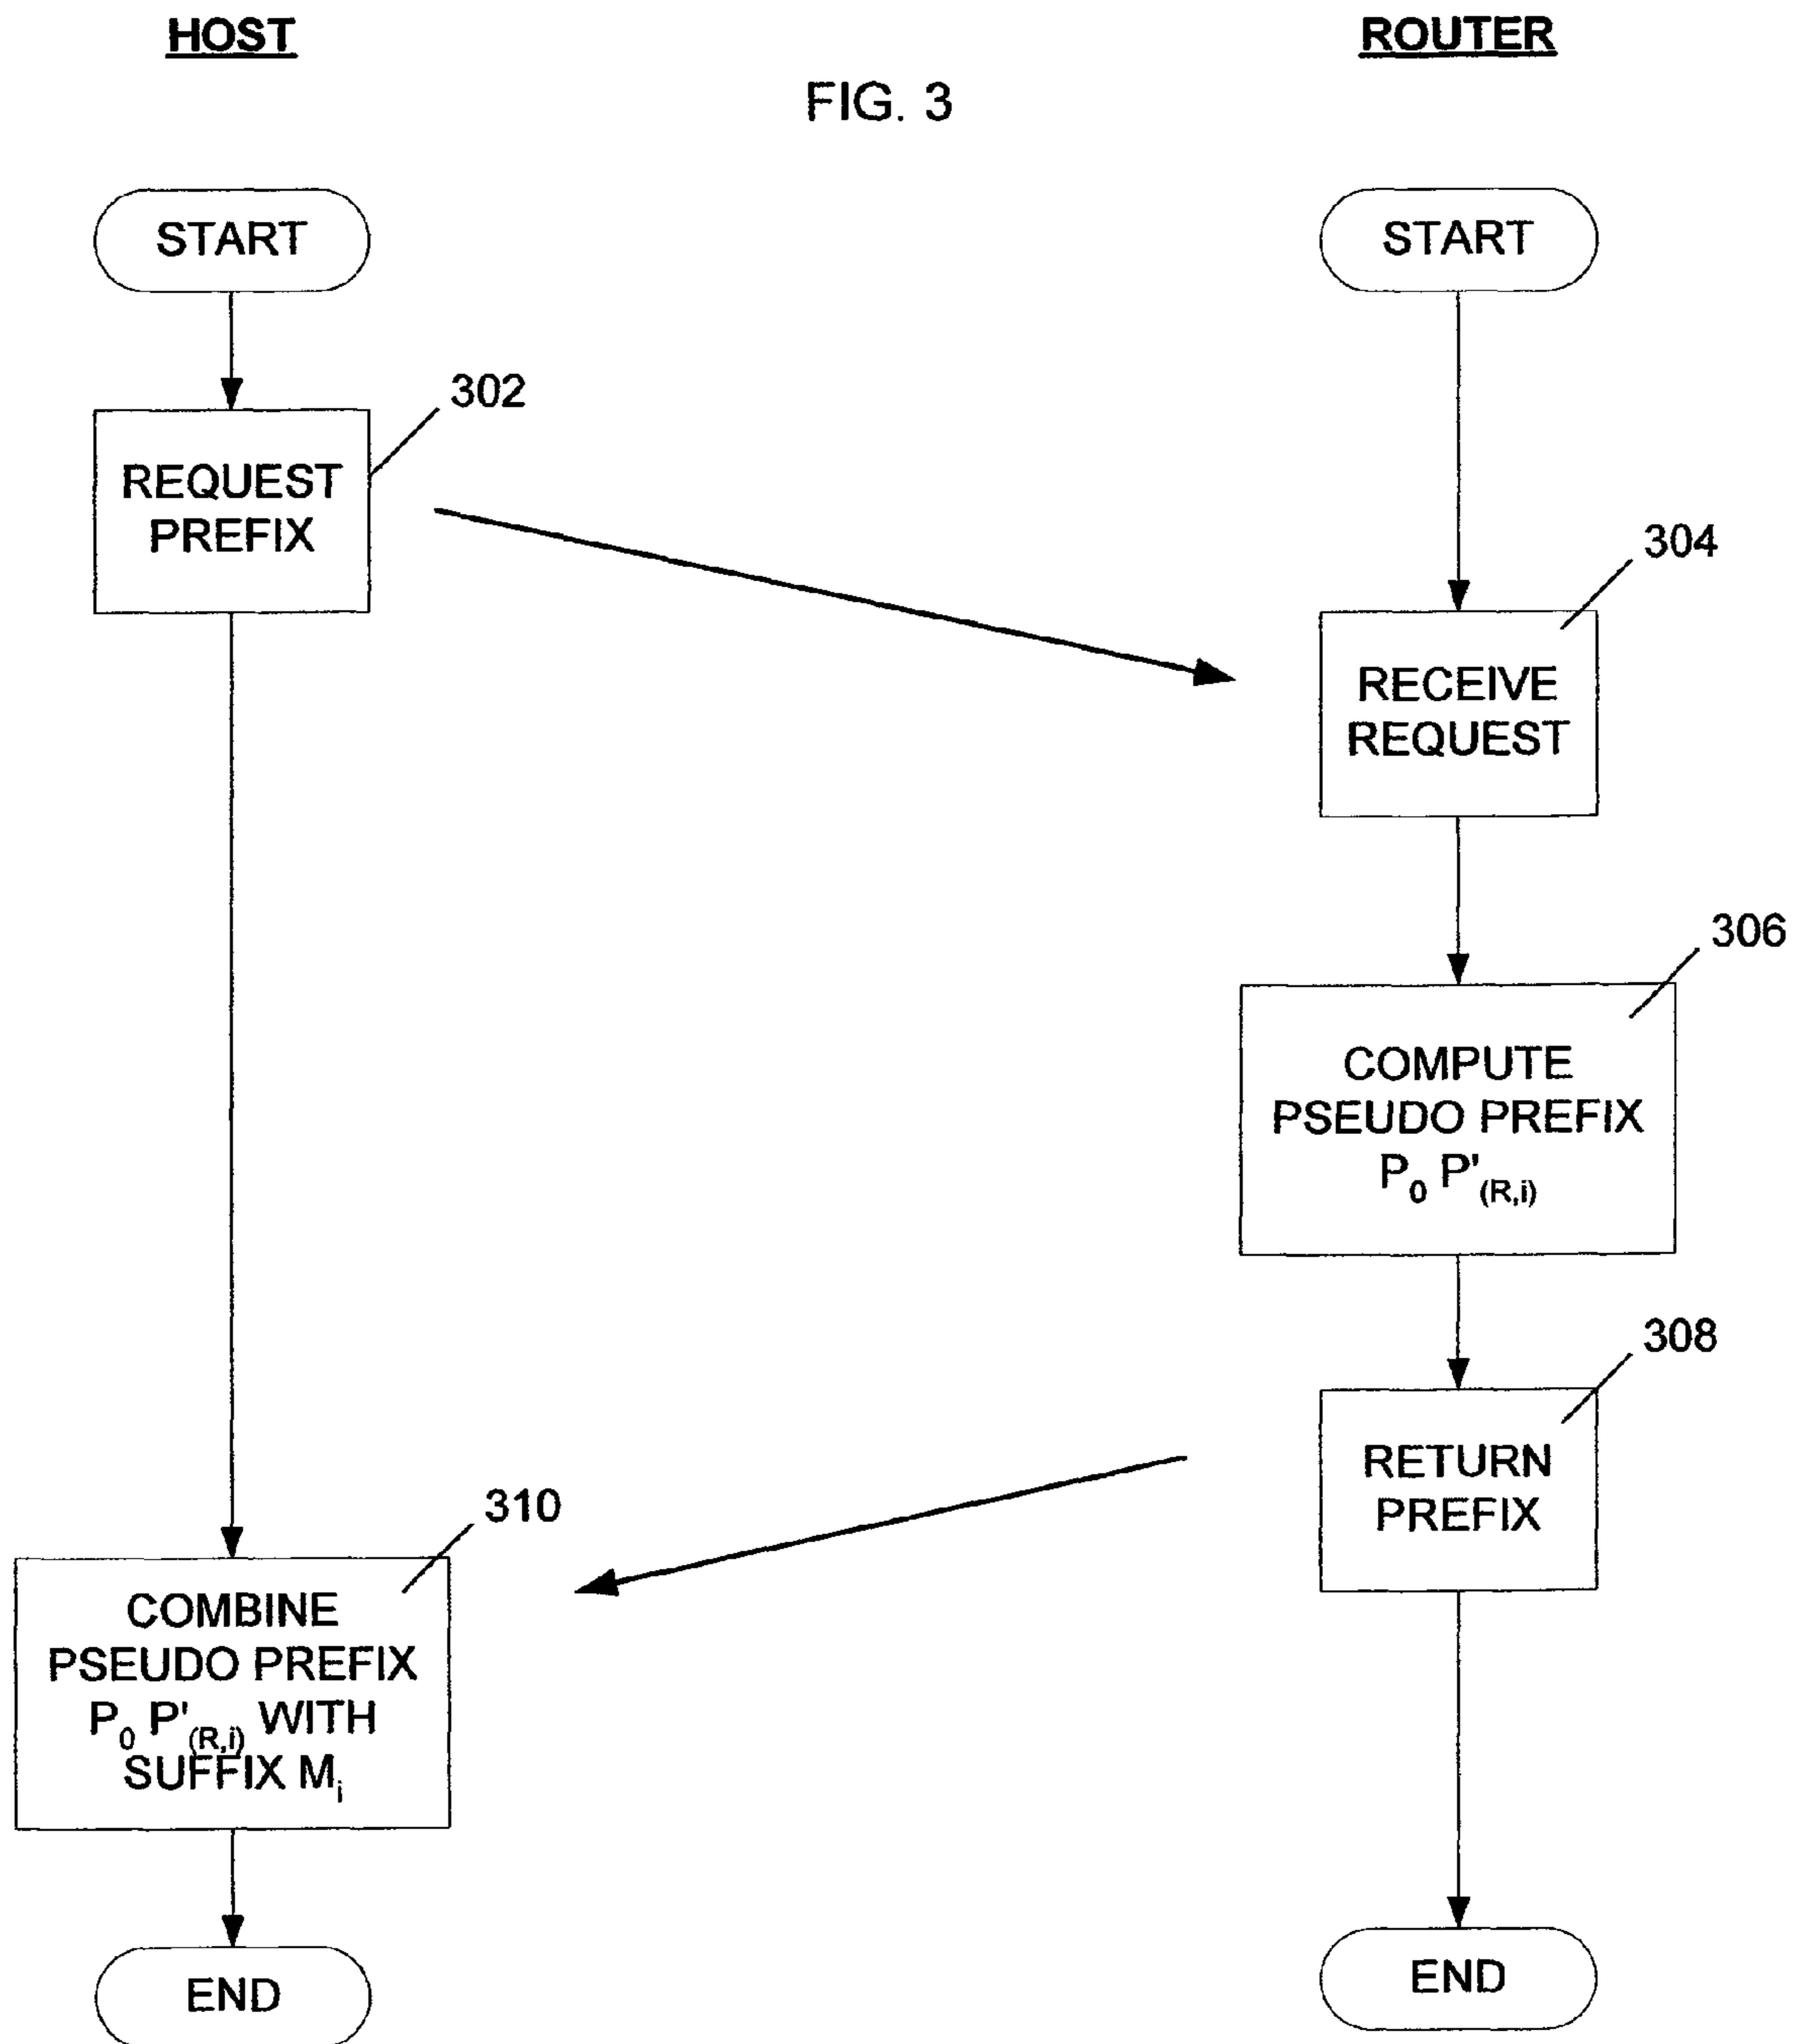 HOST
ROUTER
FIG. 3
START
START
302
REQUEST
PREFIX
304
RECEIVE
REQUEST
306
COMPUTE
PSEUDO PREFIX
P₀ P'₍R,i₎
308
RETURN
PREFIX
310
COMBINE
PSEUDO PREFIX
P₀ P'₍R,i₎ WITH
SUFFIX Mᵢ
END
END